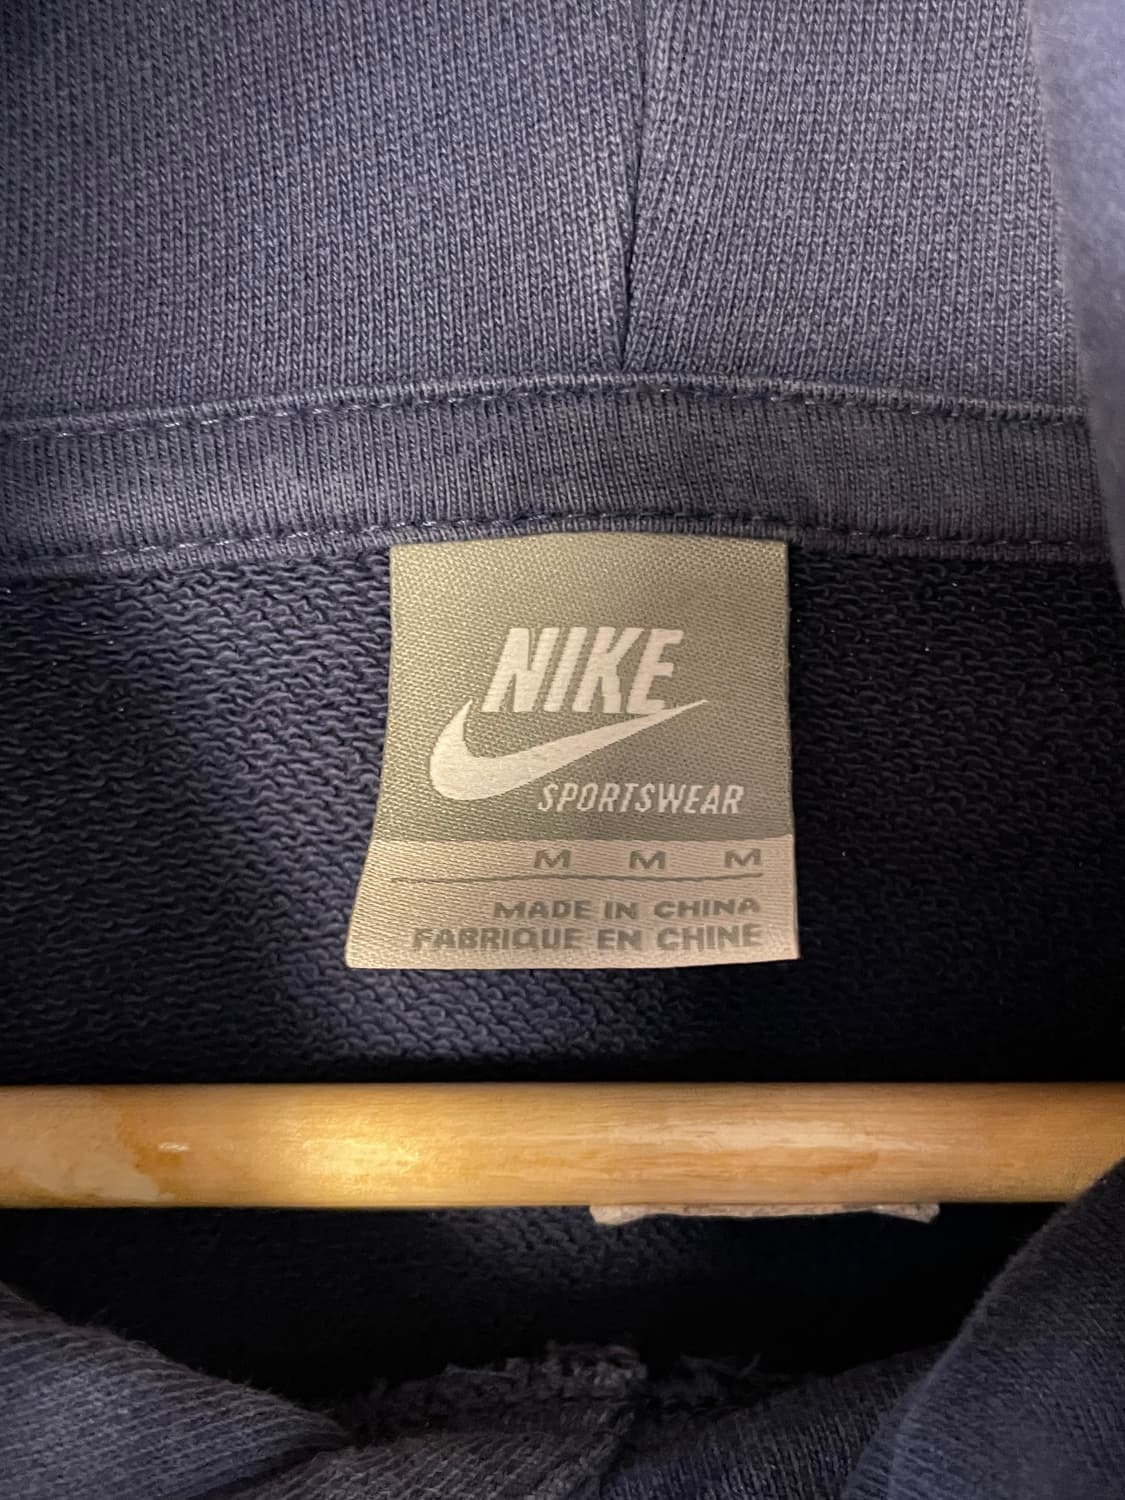 NIKE
SPORTSWEAR
M M M
MADE IN CHINA
FABRIQUE EN CHINE